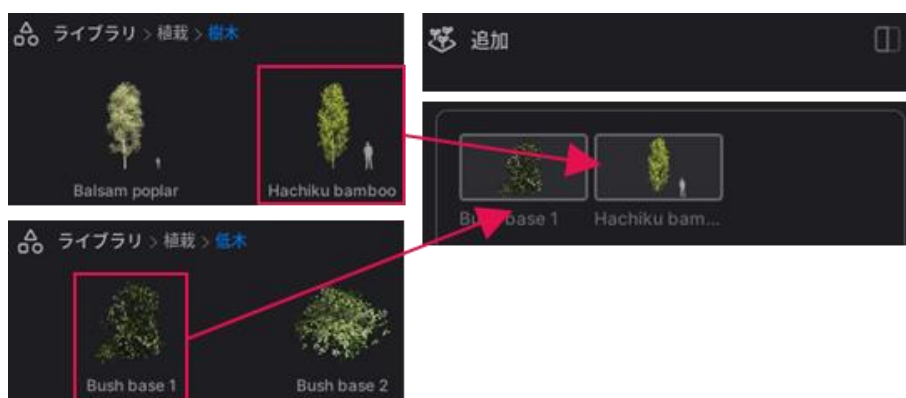 ライブラリ > 植栽 > 樹木
Balsam poplar
Hachiku bamboo
ライブラリ > 植栽 > 低木
Bush base 1
Bush base 2
追加
Bush base 1
Hachiku bam...